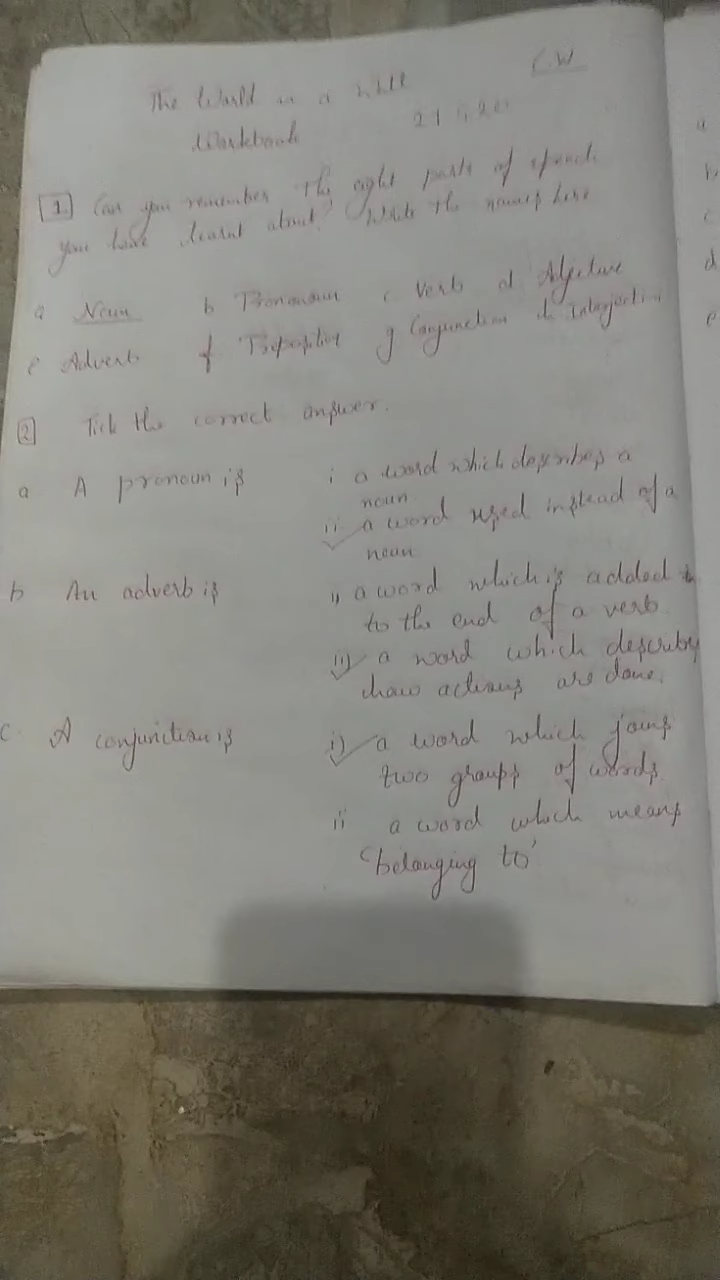 C.W
The World in a
Workbook 21
1. Can you remember the eight parts of speech
you have learnt about? Write the names here
a Noun b Pronoun c Verb d Adjective
e Adverb f Preposition g Conjunction h Interjection
2 Tick the correct answer.
a A pronoun is i a word which describes a
noun.
ii a word used instead of a
noun
b An adverb is i) a word which is added
to the end of a verb.
ii) a word which describes
how actions are done.
c. A conjunction is i) a word which joins
two groups of words
ii a word which means
'belonging to'
a
b
c
d
e